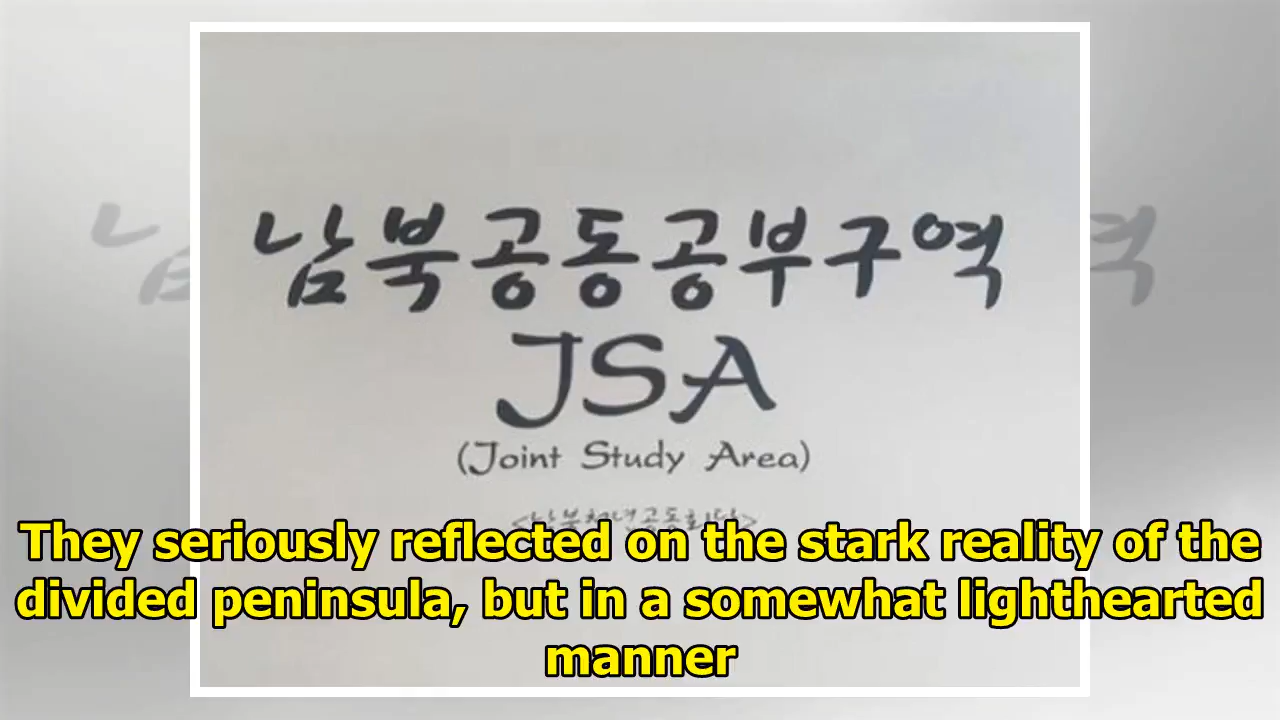 남북공동공부구역
JSA
(Joint Study Area)
They seriously reflected on the stark reality of the
divided peninsula, but in a somewhat lighthearted
manner